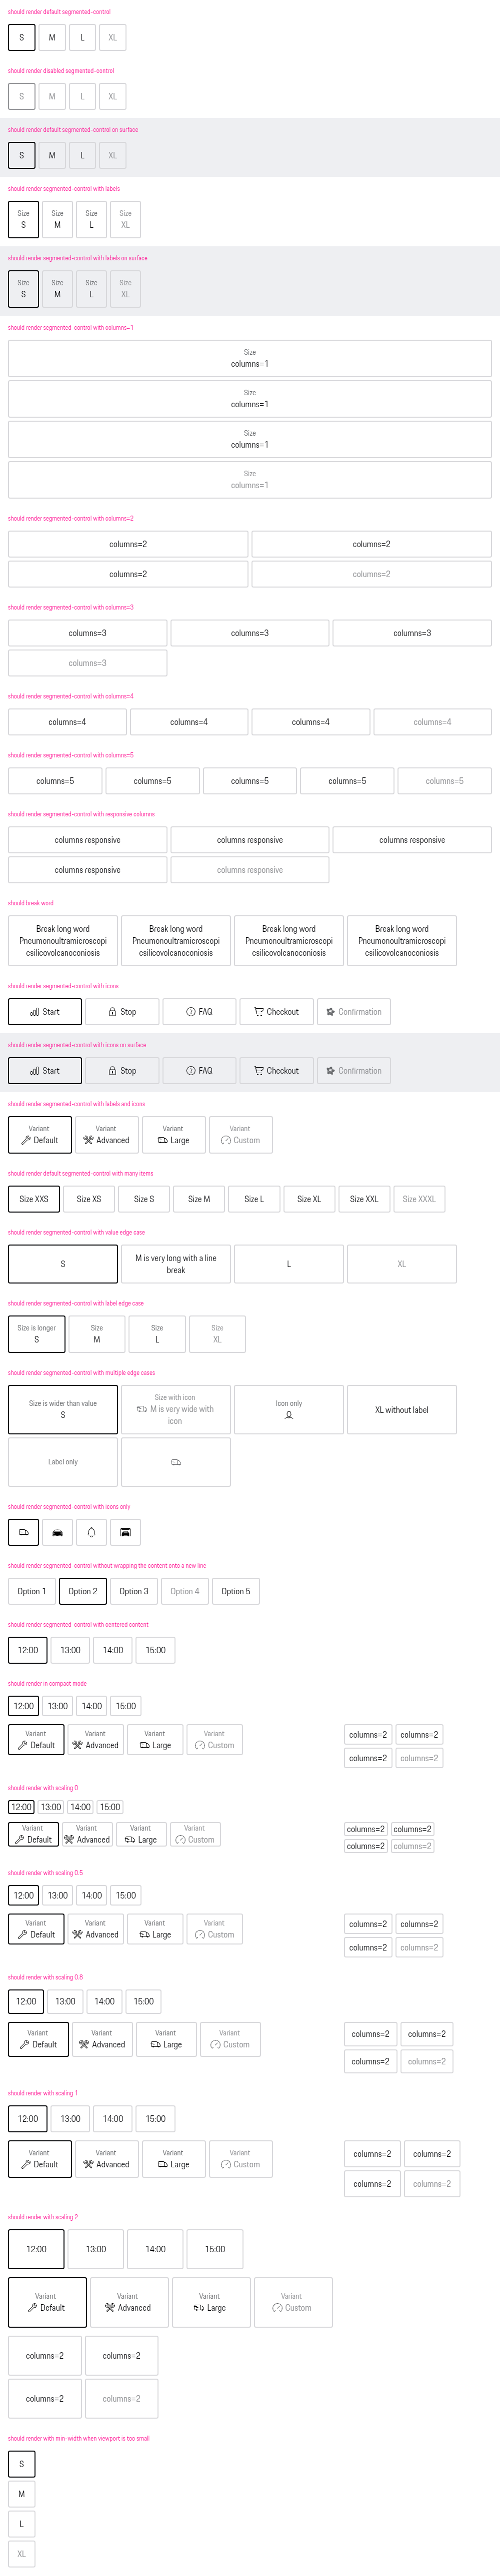 should render default segmented-control
S M L XL
should render disabled segmented-control
S M L XL
should render default segmented-control on surface
S M L XL
should render segmented-control with labels
Size Size Size Size
S M L XL
should render segmented-control with labels on surface
Size Size Size Size
S M L XL
should render segmented-control with columns=1
Size
columns=1
Size
columns=1
Size
columns=1
Size
columns=1
should render segmented-control with columns=2
columns=2 columns=2
columns=2 columns=2
should render segmented-control with columns=3
columns=3 columns=3 columns=3
columns=3
should render segmented-control with columns=4
columns=4 columns=4 columns=4 columns=4
should render segmented-control with columns=5
columns=5 columns=5 columns=5 columns=5 columns=5
should render segmented-control with responsive columns
columns responsive columns responsive columns responsive
columns responsive columns responsive
should break word
Break long word Break long word Break long word Break long word
Pneumonoultramicroscopi Pneumonoultramicroscopi Pneumonoultramicroscopi Pneumonoultramicroscopi
csilicovolcanoconiosis csilicovolcanoconiosis csilicovolcanoconiosis csilicovolcanoconiosis
should render segmented-control with icons
Start Stop FAQ Checkout Confirmation
should render segmented-control with icons on surface
Start Stop FAQ Checkout Confirmation
should render segmented-control with labels and icons
Variant Variant Variant Variant
Default Advanced Large Custom
should render default segmented-control with many items
Size XXS Size XS Size S Size M Size L Size XL Size XXL Size XXXL
should render segmented-control with value edge case
S M is very long with a line L XL
break
should render segmented-control with label edge case
Size is longer Size Size Size
S M L XL
should render segmented-control with multiple edge cases
Size is wider than value Size with icon Icon only XL without label
S M is very wide with
icon
Label only
should render segmented-control with icons only
should render segmented-control without wrapping the content onto a new line
Option 1 Option 2 Option 3 Option 4 Option 5
should render segmented-control with centered content
12:00 13:00 14:00 15:00
should render in compact mode
12:00 13:00 14:00 15:00
Variant Variant Variant Variant columns=2 columns=2
Default Advanced Large Custom
columns=2 columns=2
should render with scaling 0
12:00 13:00 14:00 15:00
Variant Variant Variant Variant columns=2 columns=2
Default Advanced Large Custom
columns=2 columns=2
should render with scaling 0.5
12:00 13:00 14:00 15:00
Variant Variant Variant Variant columns=2 columns=2
Default Advanced Large Custom
columns=2 columns=2
should render with scaling 0.8
12:00 13:00 14:00 15:00
Variant Variant Variant Variant columns=2 columns=2
Default Advanced Large Custom
columns=2 columns=2
should render with scaling 1
12:00 13:00 14:00 15:00
Variant Variant Variant Variant columns=2 columns=2
Default Advanced Large Custom
columns=2 columns=2
should render with scaling 2
12:00 13:00 14:00 15:00
Variant Variant Variant Variant
Default Advanced Large Custom
columns=2 columns=2
columns=2 columns=2
should render with min-width when viewport is too small
S
M
L
XL